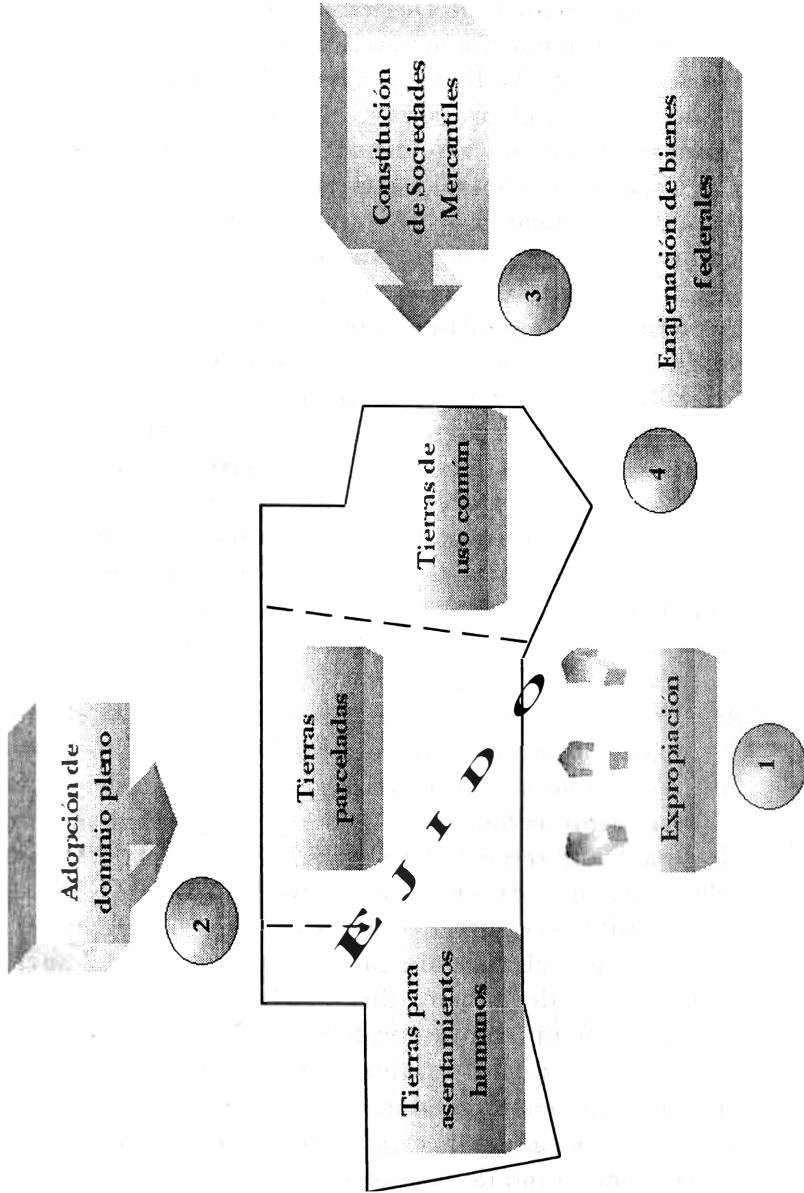 Adopción de
dominio pleno
2
Constitución
de Sociedades
Mercantiles
3
Tierras para
asentamientos
humanos
Tierras
parceladas
Tierras de
uso común
EJIDO
Expropiación
1
4
Enajenación de bienes
federales